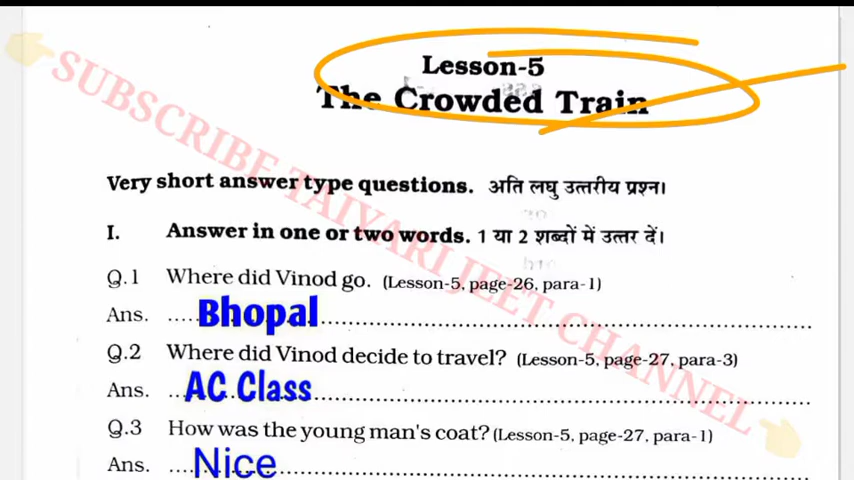 Lesson-5
The Crowded Train
SUBSCRIBE TAIYARI JEET CHANNEL
Very short answer type questions. अति लघु उत्तरीय प्रश्न।
I. Answer in one or two words. 1 या 2 शब्दों में उत्तर दें।
Q.1 Where did Vinod go. (Lesson-5, page-26, para-1)
Ans. .....Bhopal..........
Q.2 Where did Vinod decide to travel? (Lesson-5, page-27, para-3)
Ans. ...AC Class..........
Q.3 How was the young man's coat? (Lesson-5, page-27, para-1)
Ans. ....Nice..........